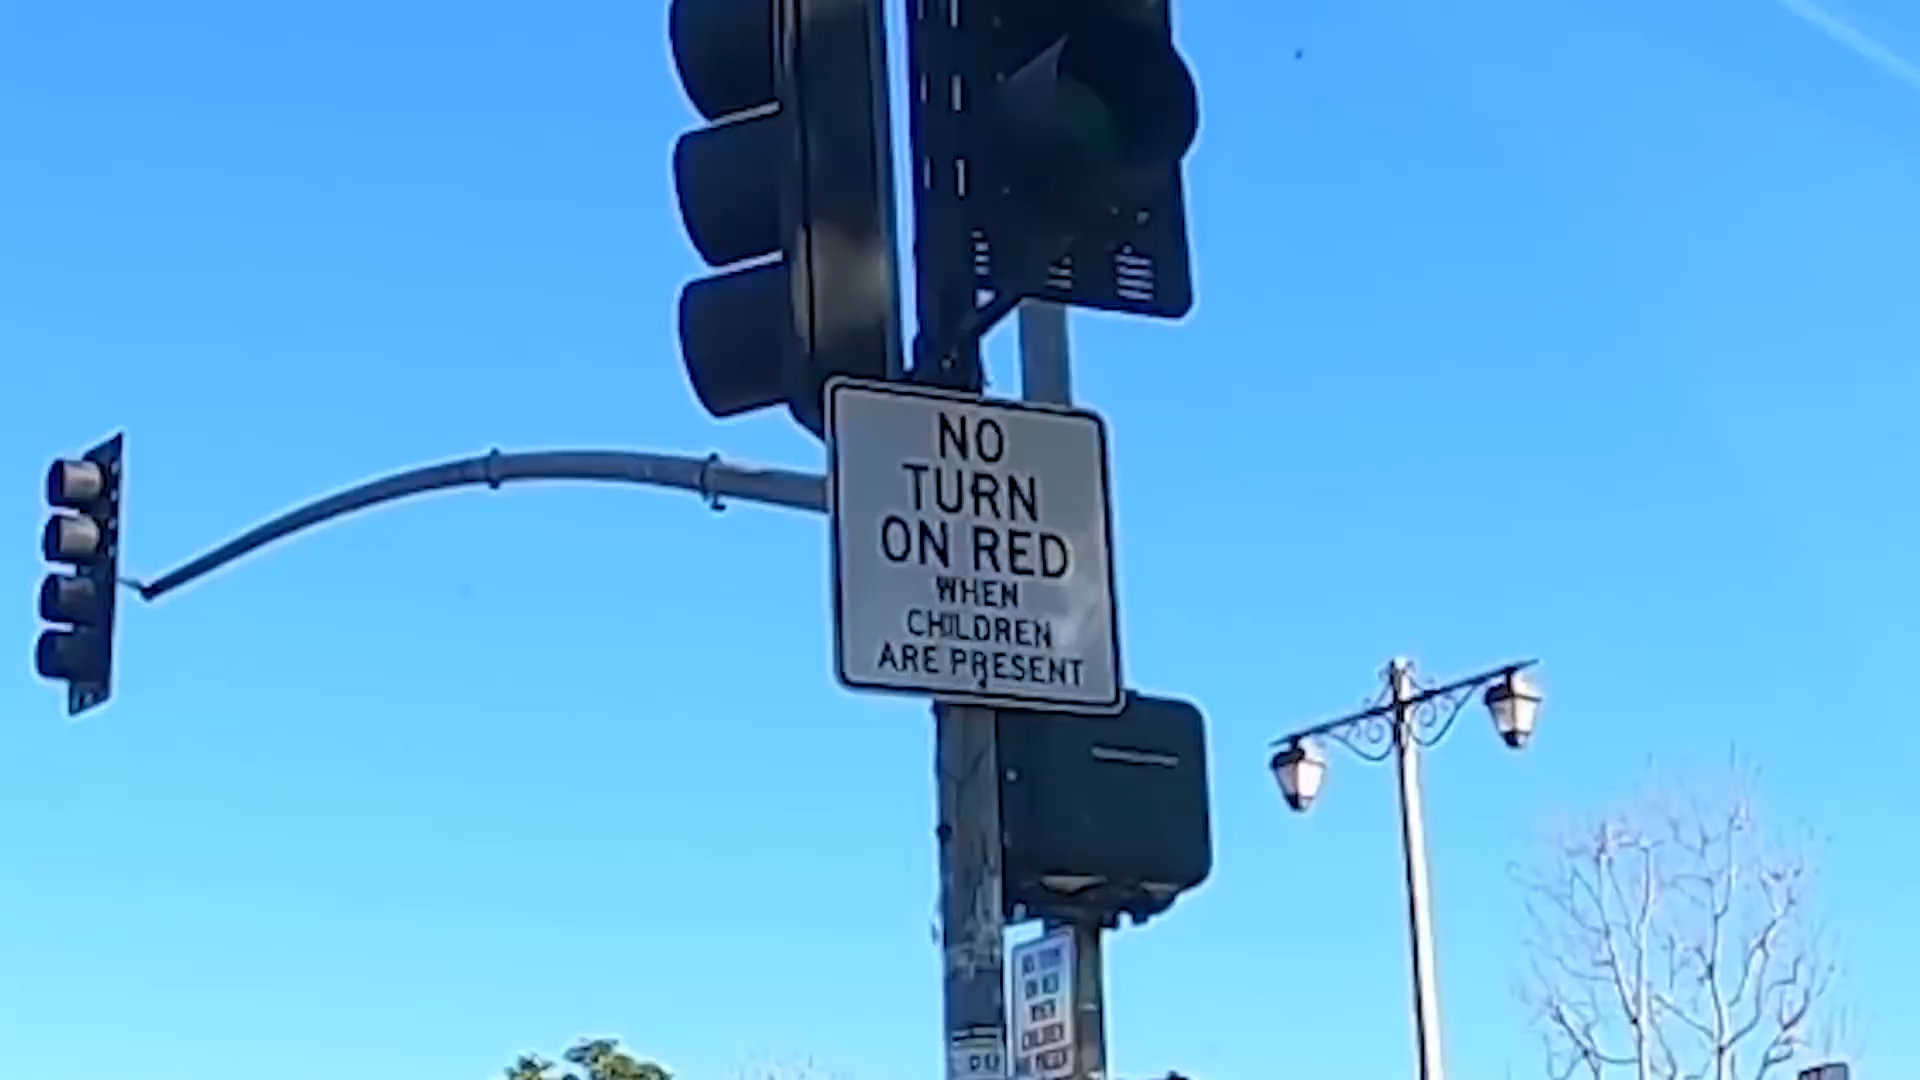 NO
TURN
ON RED
WHEN
CHILDREN
ARE PRESENT